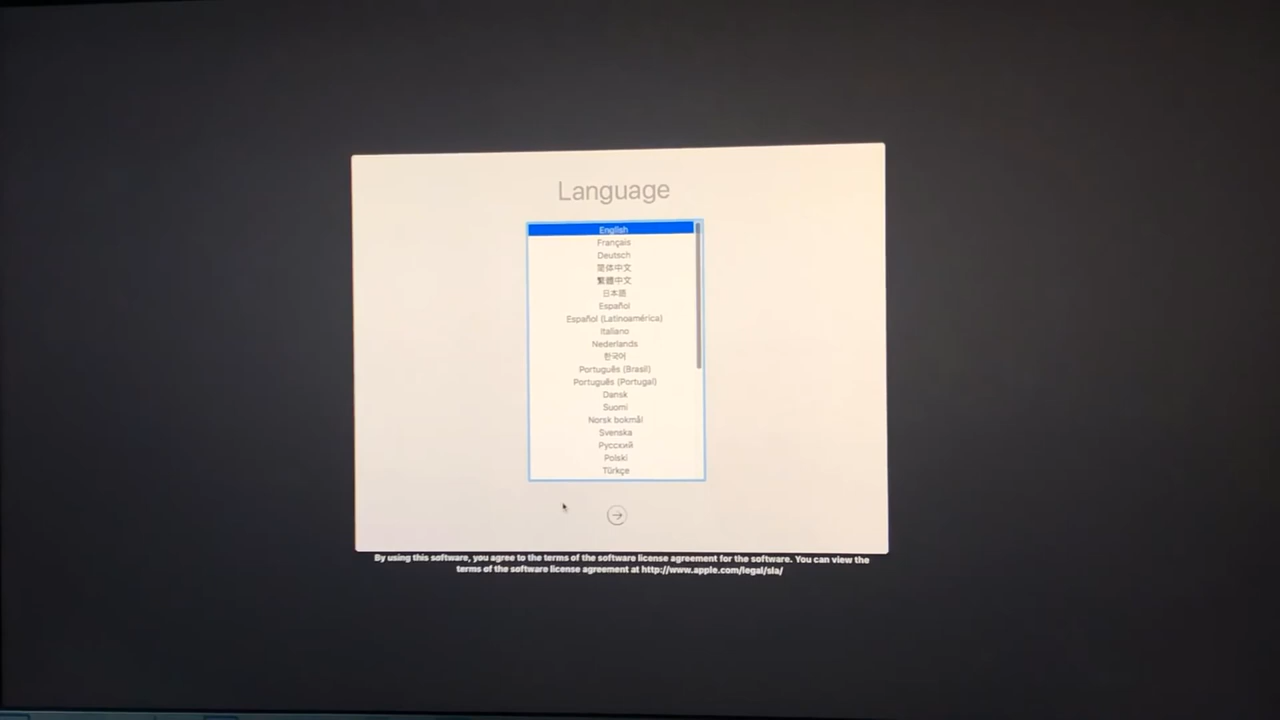 Language
English
Français
Deutsch
简体中文
繁體中文
日本語
Español
Español (Latinoamérica)
Italiano
Nederlands
한국어
Português (Brasil)
Português (Portugal)
Dansk
Suomi
Norsk bokmål
Svenska
Русский
Polski
Türkçe
By using this software, you agree to the terms of the software license agreement for the software. You can view the
terms of the software license agreement at http://www.apple.com/legal/sla/